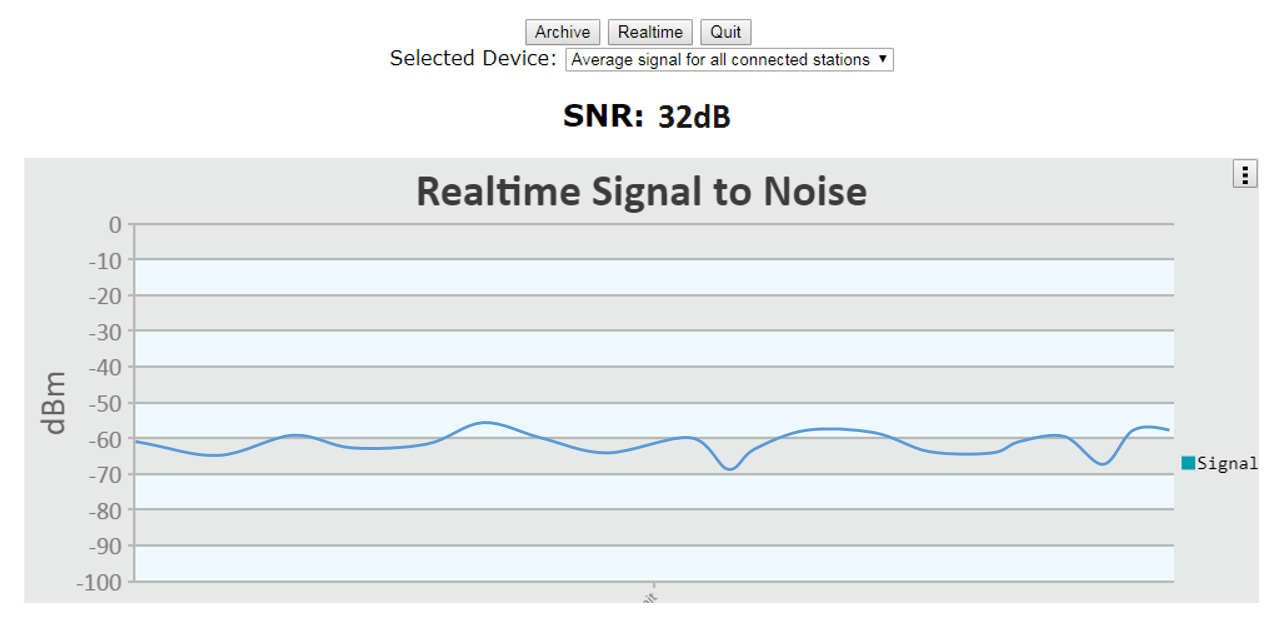 Archive Realtime Quit
Selected Device: Average signal for all connected stations
SNR: 32dB
Realtime Signal to Noise
0
-10
-20
-30
-40
-50
-60
-70
-80
-90
-100
dBm
Signal